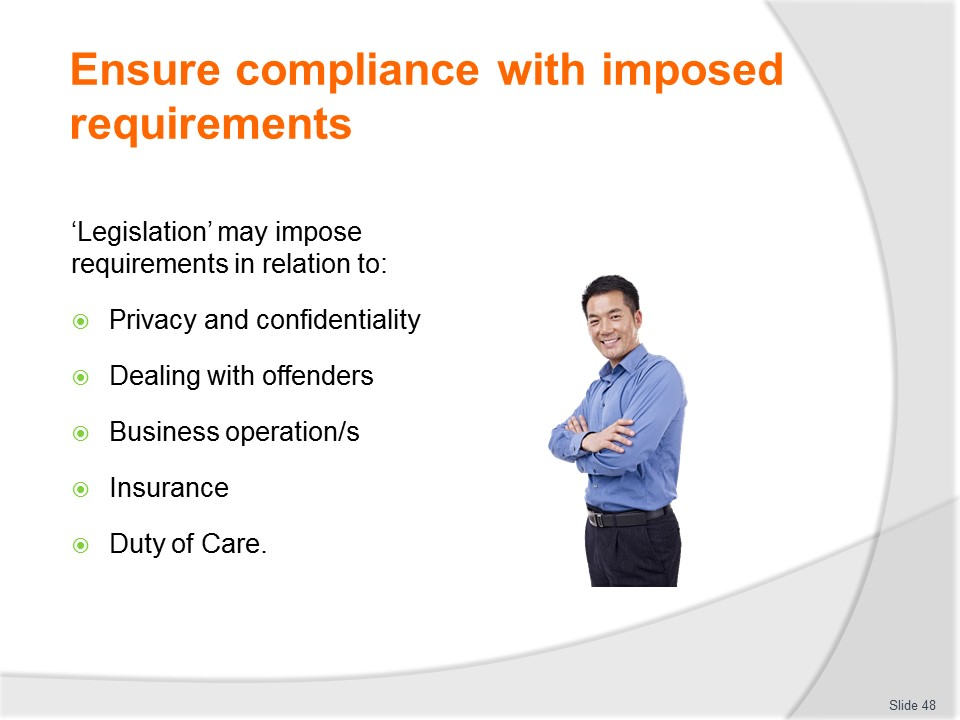 Ensure compliance with imposed
requirements
‘Legislation’ may impose
requirements in relation to:
Privacy and confidentiality
Dealing with offenders
Business operation/s
Insurance
Duty of Care.
Slide 48